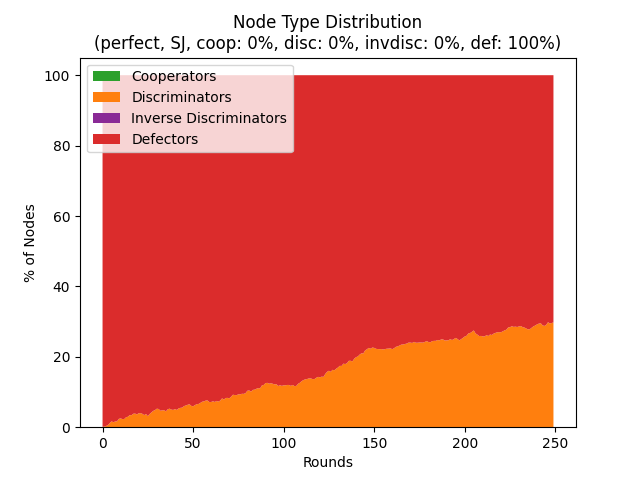 Node Type Distribution
(perfect, SJ, coop: 0%, disc: 0%, invdisc: 0%, def: 100%)
100
80
60
40
20
0
% of Nodes
Cooperators
Discriminators
Inverse Discriminators
Defectors
0 50 100 150 200 250
Rounds